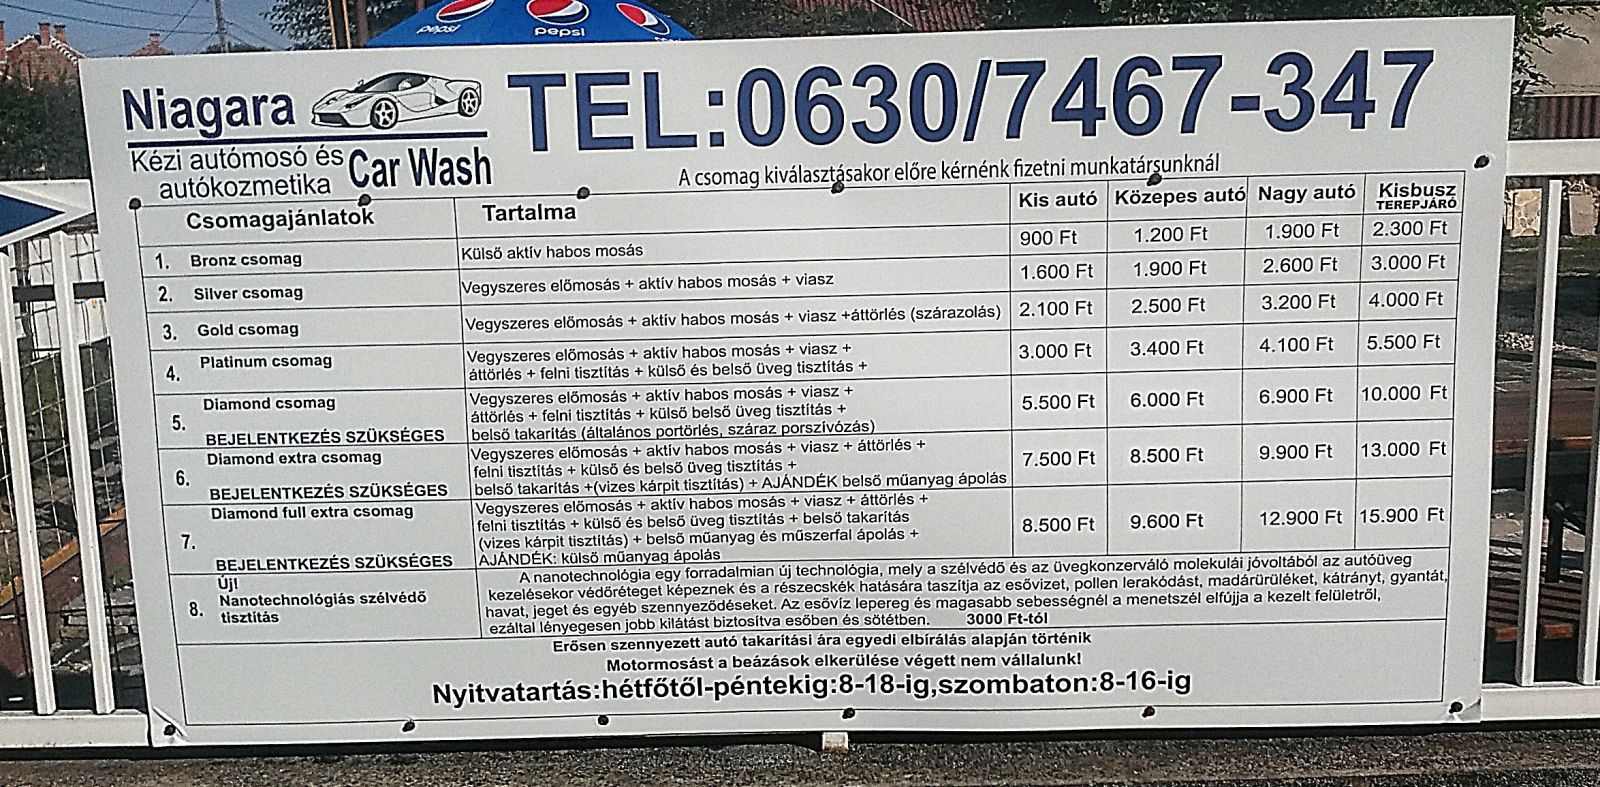 pepsi
pepsi
Niagara
TEL:0630/7467-347
Kézi autómosó és
autókozmetika
Car Wash
A csomag kiválasztásakor előre kérnénk fizetni munkatársunknál
Csomagajánlatok Tartalma Kis autó Közepes autó Nagy autó Kisbusz
TEREPJÁRÓ
1. Bronz csomag Külső aktív habos mosás 900 Ft 1.200 Ft 1.900 Ft 2.300 Ft
2. Silver csomag Vegyszeres előmosás + aktív habos mosás + viasz 1.600 Ft 1.900 Ft 2.600 Ft 3.000 Ft
3. Gold csomag Vegyszeres előmosás + aktív habos mosás + viasz +áttörlés (szárazolás) 2.100 Ft 2.500 Ft 3.200 Ft 4.000 Ft
4. Platinum csomag Vegyszeres előmosás + aktív habos mosás + viasz +
áttörlés + felni tisztítás + külső és belső üveg tisztítás + 3.000 Ft 3.400 Ft 4.100 Ft 5.500 Ft
5. Diamond csomag
BEJELENTKEZÉS SZÜKSÉGES
Vegyszeres előmosás + aktív habos mosás + viasz +
áttörlés + felni tisztítás + külső belső üveg tisztítás +
belső takarítás (általános portörlés, száraz porszívózás)
5.500 Ft 6.000 Ft 6.900 Ft 10.000 Ft
6. Diamond extra csomag
BEJELENTKEZÉS SZÜKSÉGES
Vegyszeres előmosás + aktív habos mosás + viasz + áttörlés +
felni tisztítás + külső és belső üveg tisztítás +
belső takarítás +(vizes kárpit tisztítás) + AJÁNDÉK belső műanyag ápolás
7.500 Ft 8.500 Ft 9.900 Ft 13.000 Ft
7. Diamond full extra csomag
BEJELENTKEZÉS SZÜKSÉGES
Vegyszeres előmosás + aktív habos mosás + viasz + áttörlés +
felni tisztítás + külső és belső üveg tisztítás + belső takarítás
(vizes kárpit tisztítás) + belső műanyag és műszerfal ápolás +
AJÁNDÉK: külső műanyag ápolás
8.500 Ft 9.600 Ft 12.900 Ft 15.900 Ft
8. Új!
Nanotechnológiás szélvédő
tisztítás
A nanotechnológia egy forradalmian új technológia, mely a szélvédő és az üvegkonzerváló molekulái jóvoltából az autóüveg
kezelésekor védőréteget képeznek és a részecskék hatására taszítja az esővizet, pollen lerakódást, madárürüléket, kátrányt, gyantát,
havat, jeget és egyéb szennyeződéseket. Az esővíz lepereg és magasabb sebességnél a menetszél elfújja a kezelt felületről,
ezáltal lényegesen jobb kilátást biztosítva esőben és sötétben. 3000 Ft-tól
Erősen szennyezett autó takarítási ára egyedi elbírálás alapján történik
Motormosást a beázások elkerülése végett nem vállalunk!
Nyitvatartás:hétfőtől-péntekig:8-18-ig,szombaton:8-16-ig